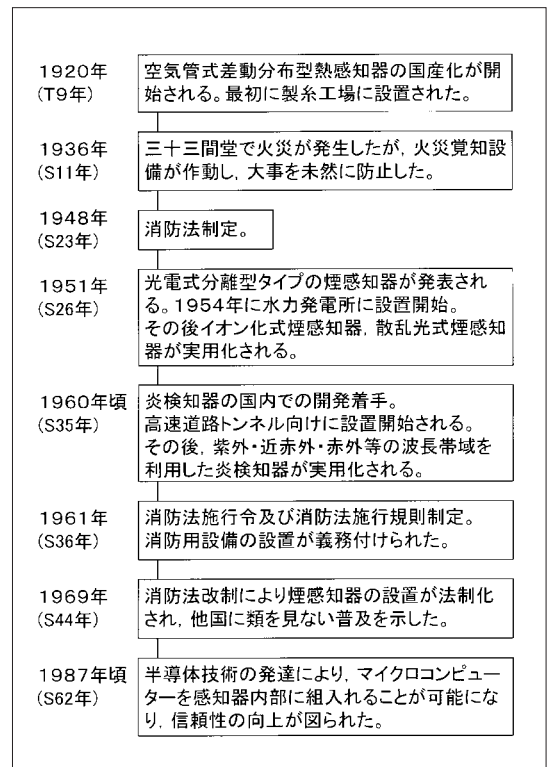 1920年
(T9年)
空気管式差動分布型熱感知器の国産化が開
始される。最初に製糸工場に設置された。
1936年
(S11年)
三十三間堂で火災が発生したが，火災覚知設
備が作動し，大事を未然に防止した。
1948年
(S23年)
消防法制定。
1951年
(S26年)
光電式分離型タイプの煙感知器が発表され
る。1954年に水力発電所に設置開始。
その後イオン化式煙感知器，散乱光式煙感知
器が実用化される。
1960年頃
(S35年)
炎検知器の国内での開発着手。
高速道路トンネル向けに設置開始される。
その後，紫外・近赤外・赤外等の波長帯域を
利用した炎検知器が実用化される。
1961年
(S36年)
消防法施行令及び消防法施行規則制定。
消防用設備の設置が義務付けられた。
1969年
(S44年)
消防法改制により煙感知器の設置が法制化
され，他国に類を見ない普及を示した。
1987年頃
(S62年)
半導体技術の発達により，マイクロコンピュー
ターを感知器内部に組入れることが可能にな
り，信頼性の向上が図られた。